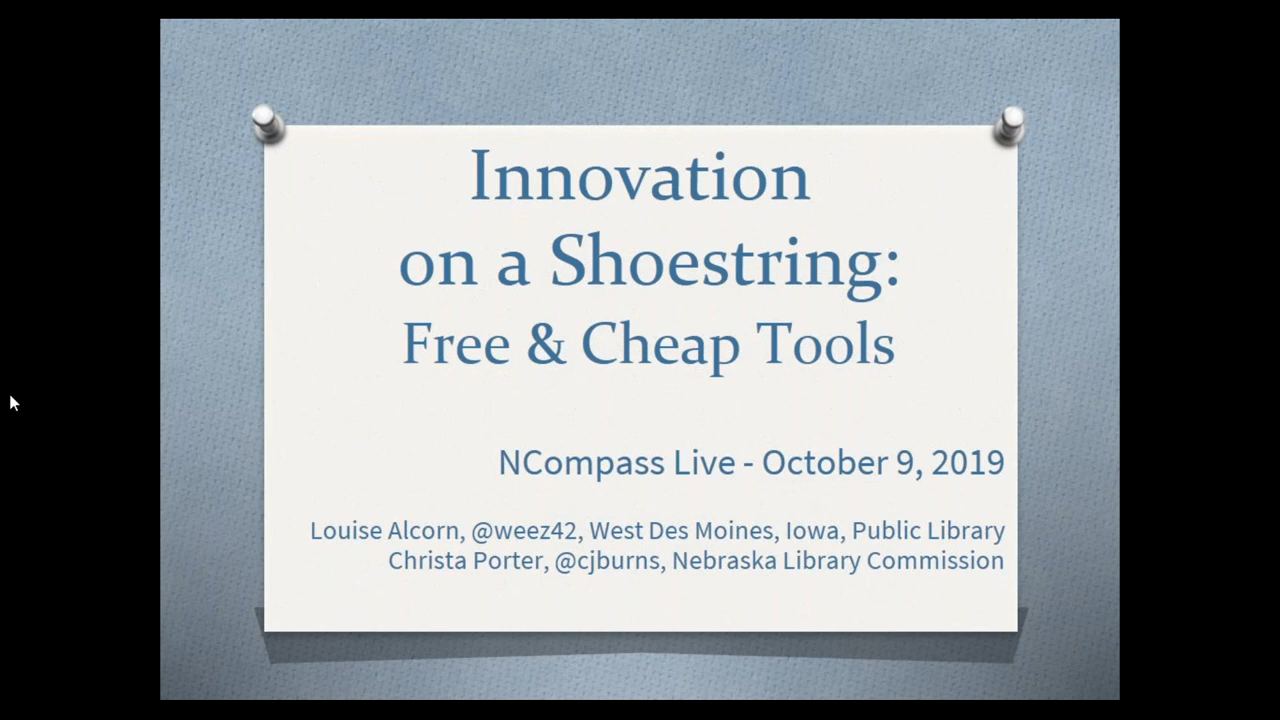 Innovation
on a Shoestring:
Free & Cheap Tools
NCompass Live - October 9, 2019
Louise Alcorn, @weez42, West Des Moines, Iowa, Public Library
Christa Porter, @cjburns, Nebraska Library Commission